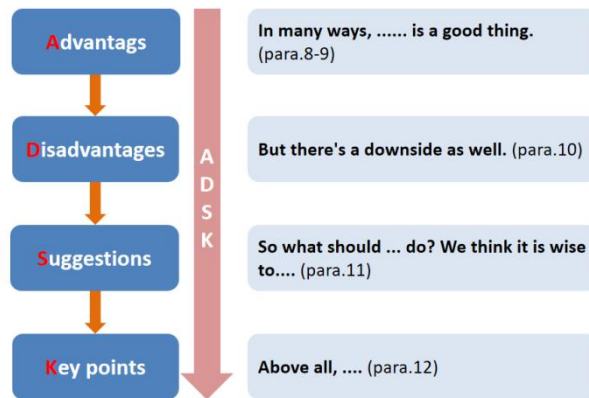 Advantags
In many ways, ...... is a good thing.
(para.8-9)
Disadvantages
But there's a downside as well. (para.10)
A
D
S
K
Suggestions
So what should ... do? We think it is wise
to.... (para.11)
Key points
Above all, .... (para.12)